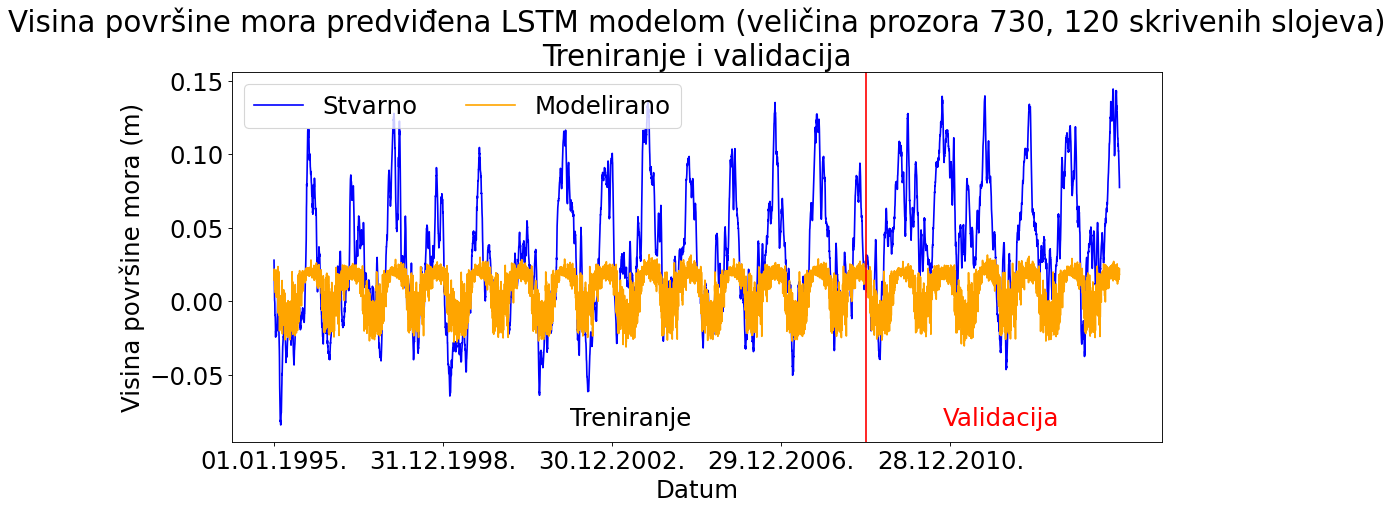 Visina površine mora predviđena LSTM modelom (veličina prozora 730, 120 skrivenih slojeva)
Treniranje i validacija
Stvarno
Modelirano
Visina površine mora (m)
0.15
0.10
0.05
0.00
−0.05
Treniranje
Validacija
01.01.1995.
31.12.1998.
30.12.2002.
29.12.2006.
28.12.2010.
Datum